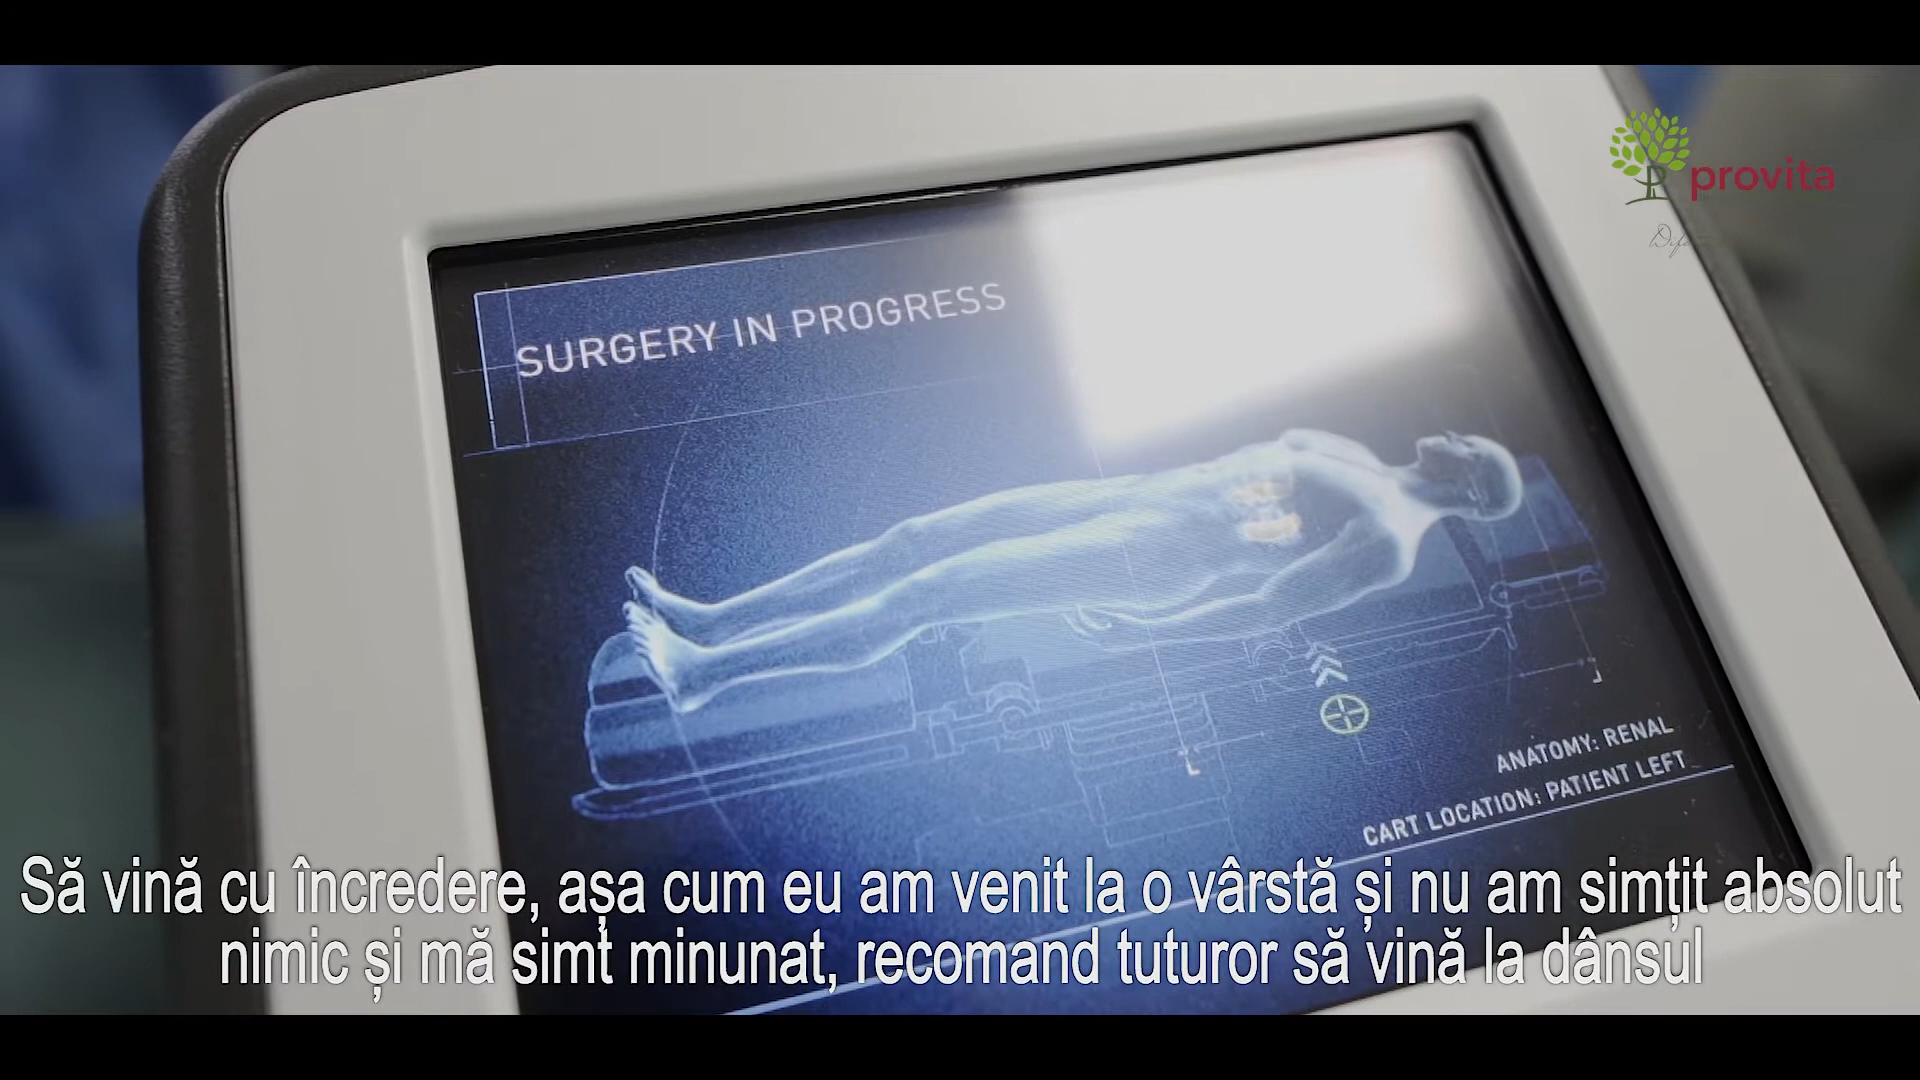 provita
SURGERY IN PROGRESS
ANATOMY: RENAL
CART LOCATION: PATIENT LEFT
Să vină cu încredere, așa cum eu am venit la o vârstă și nu am simțit absolut
nimic și mă simt minunat, recomand tuturor să vină la dânsul